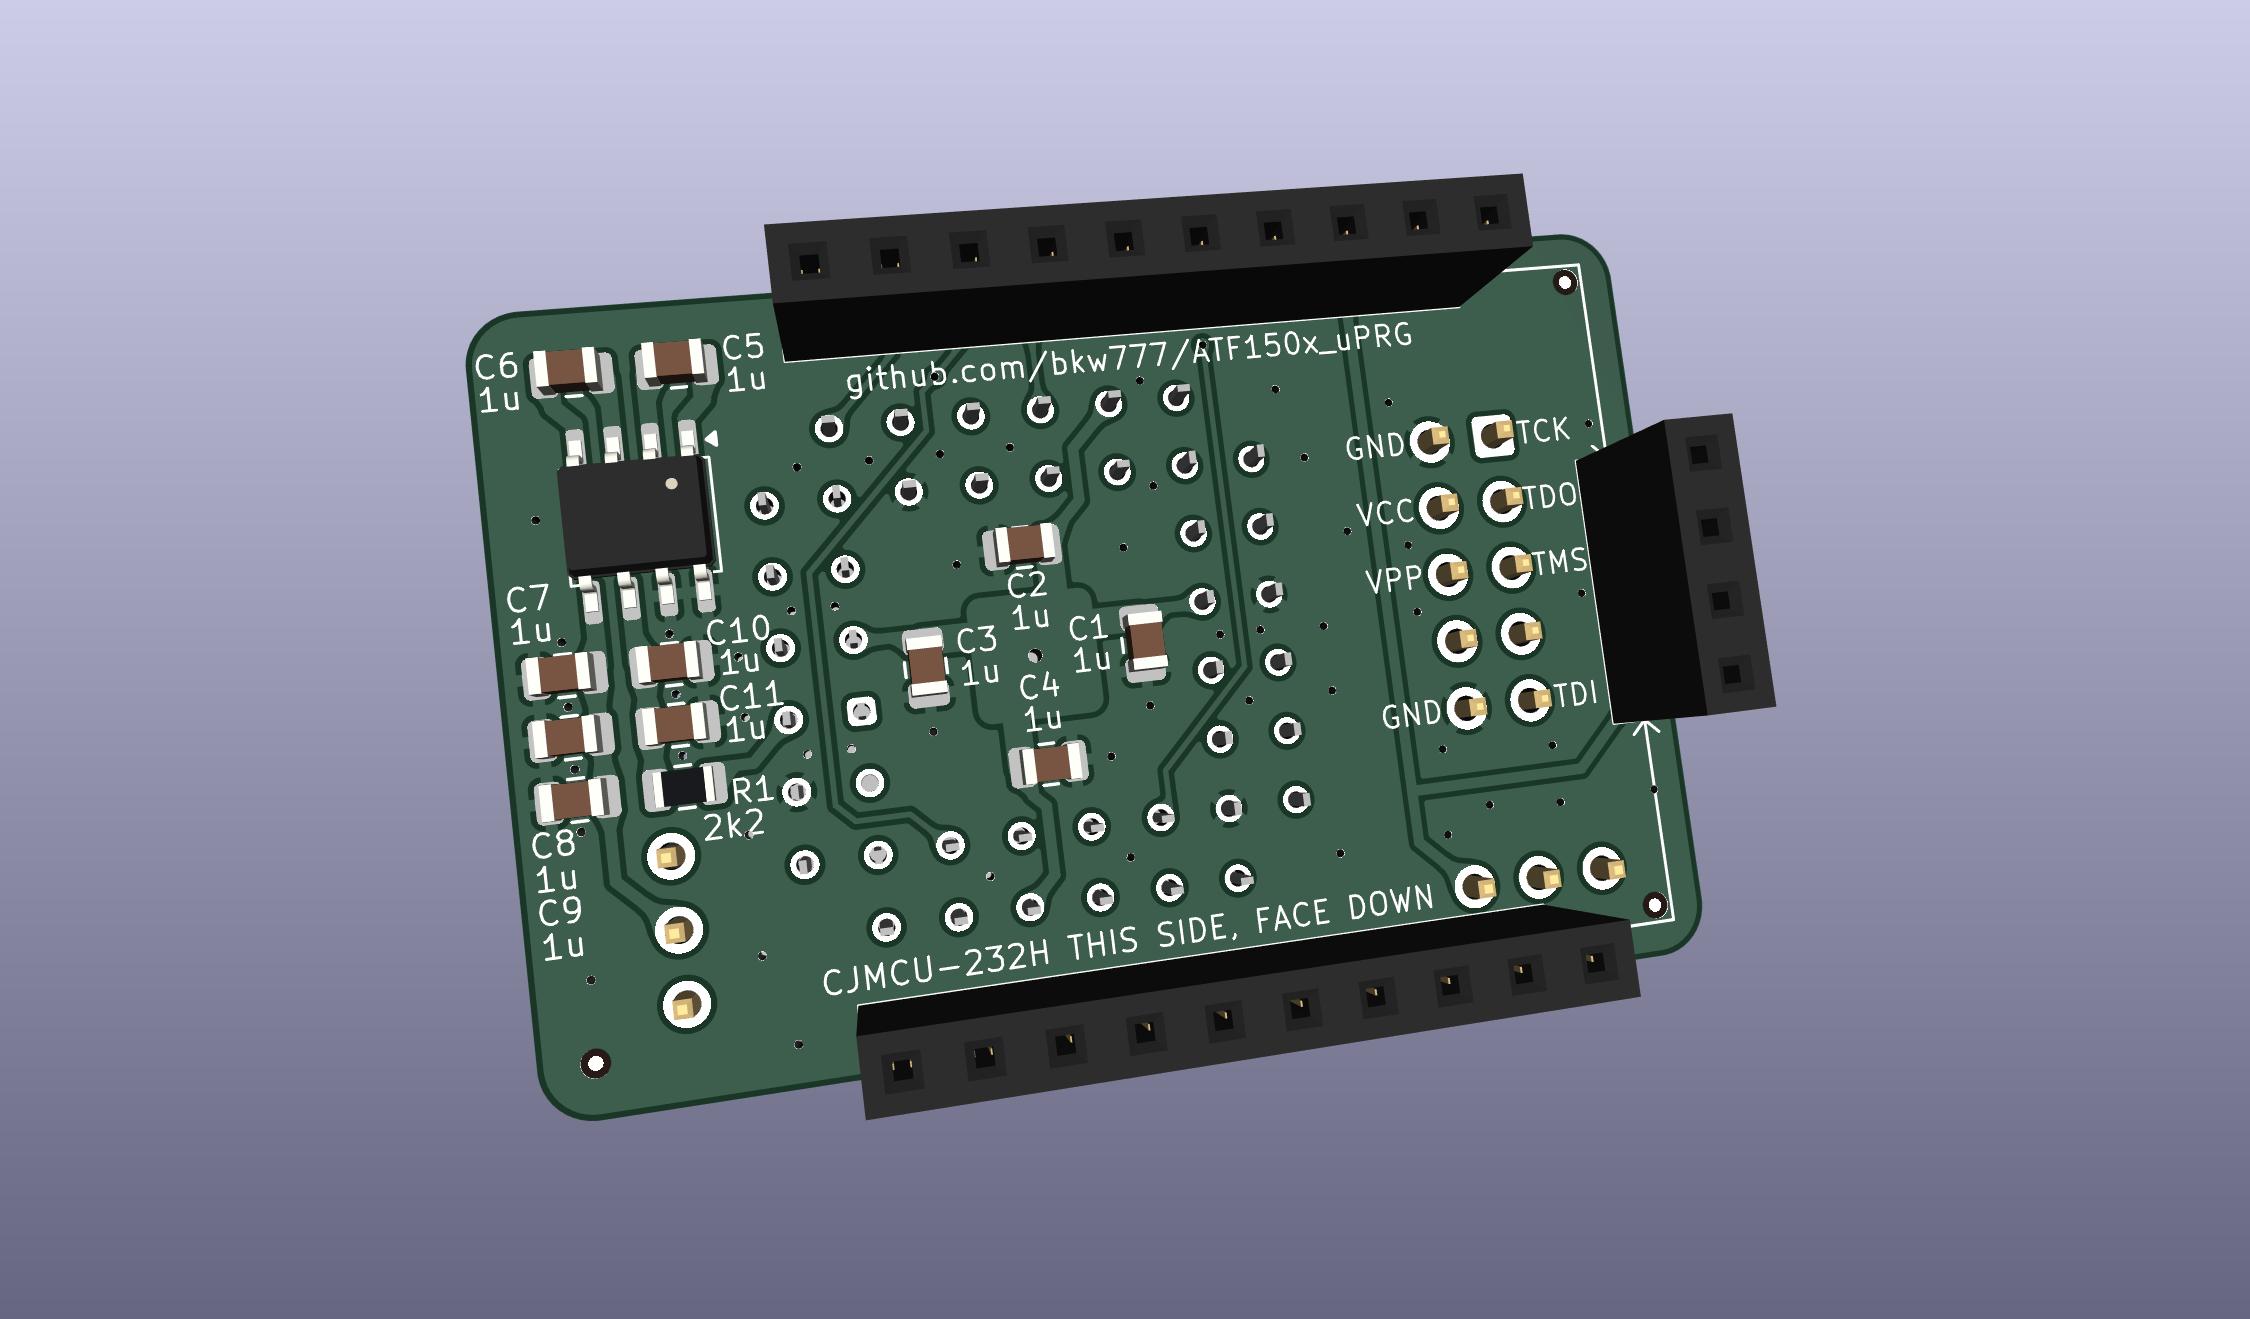 C6
1u
C5
1u
github.com/bkw777/ATF150x_uPRG
GND
TCK
VCC
TDO
VPP
TMS
GND
TDI
C2
1u
C3
1u
C1
1u
C4
1u
C7
1u
C10
1u
C11
1u
R1
2k2
C8
1u
C9
1u
CJMCU-232H THIS SIDE, FACE DOWN